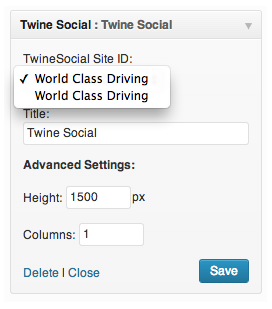 Twine Social : Twine Social
TwineSocial Site ID:
✓ World Class Driving
World Class Driving
Title:
Twine Social
Advanced Settings:
Height: 1500 px
Columns: 1
Delete | Close Save